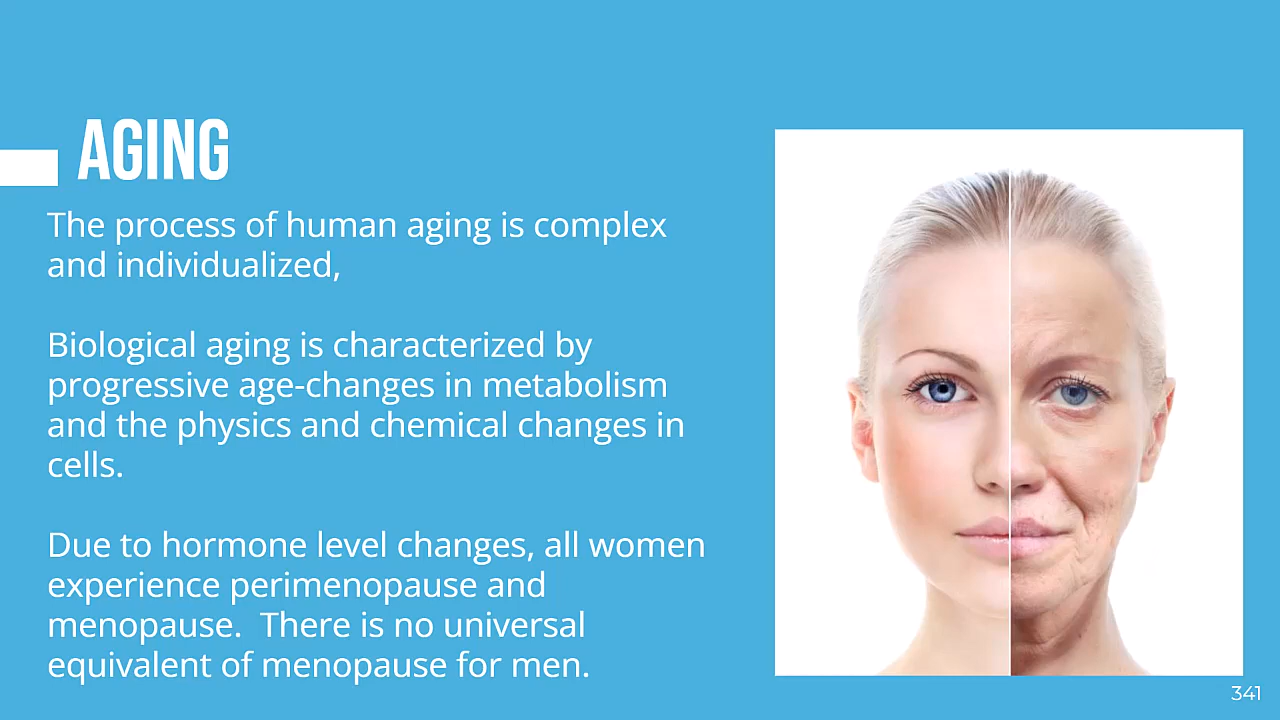 AGING
The process of human aging is complex
and individualized,
Biological aging is characterized by
progressive age-changes in metabolism
and the physics and chemical changes in
cells.
Due to hormone level changes, all women
experience perimenopause and
menopause.  There is no universal
equivalent of menopause for men.
341